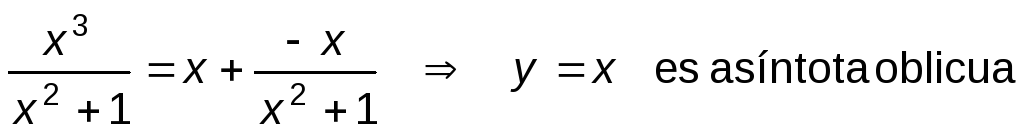 x³/(x² + 1) = x + - x/(x² + 1) ⇒ y = x es asíntota oblicua